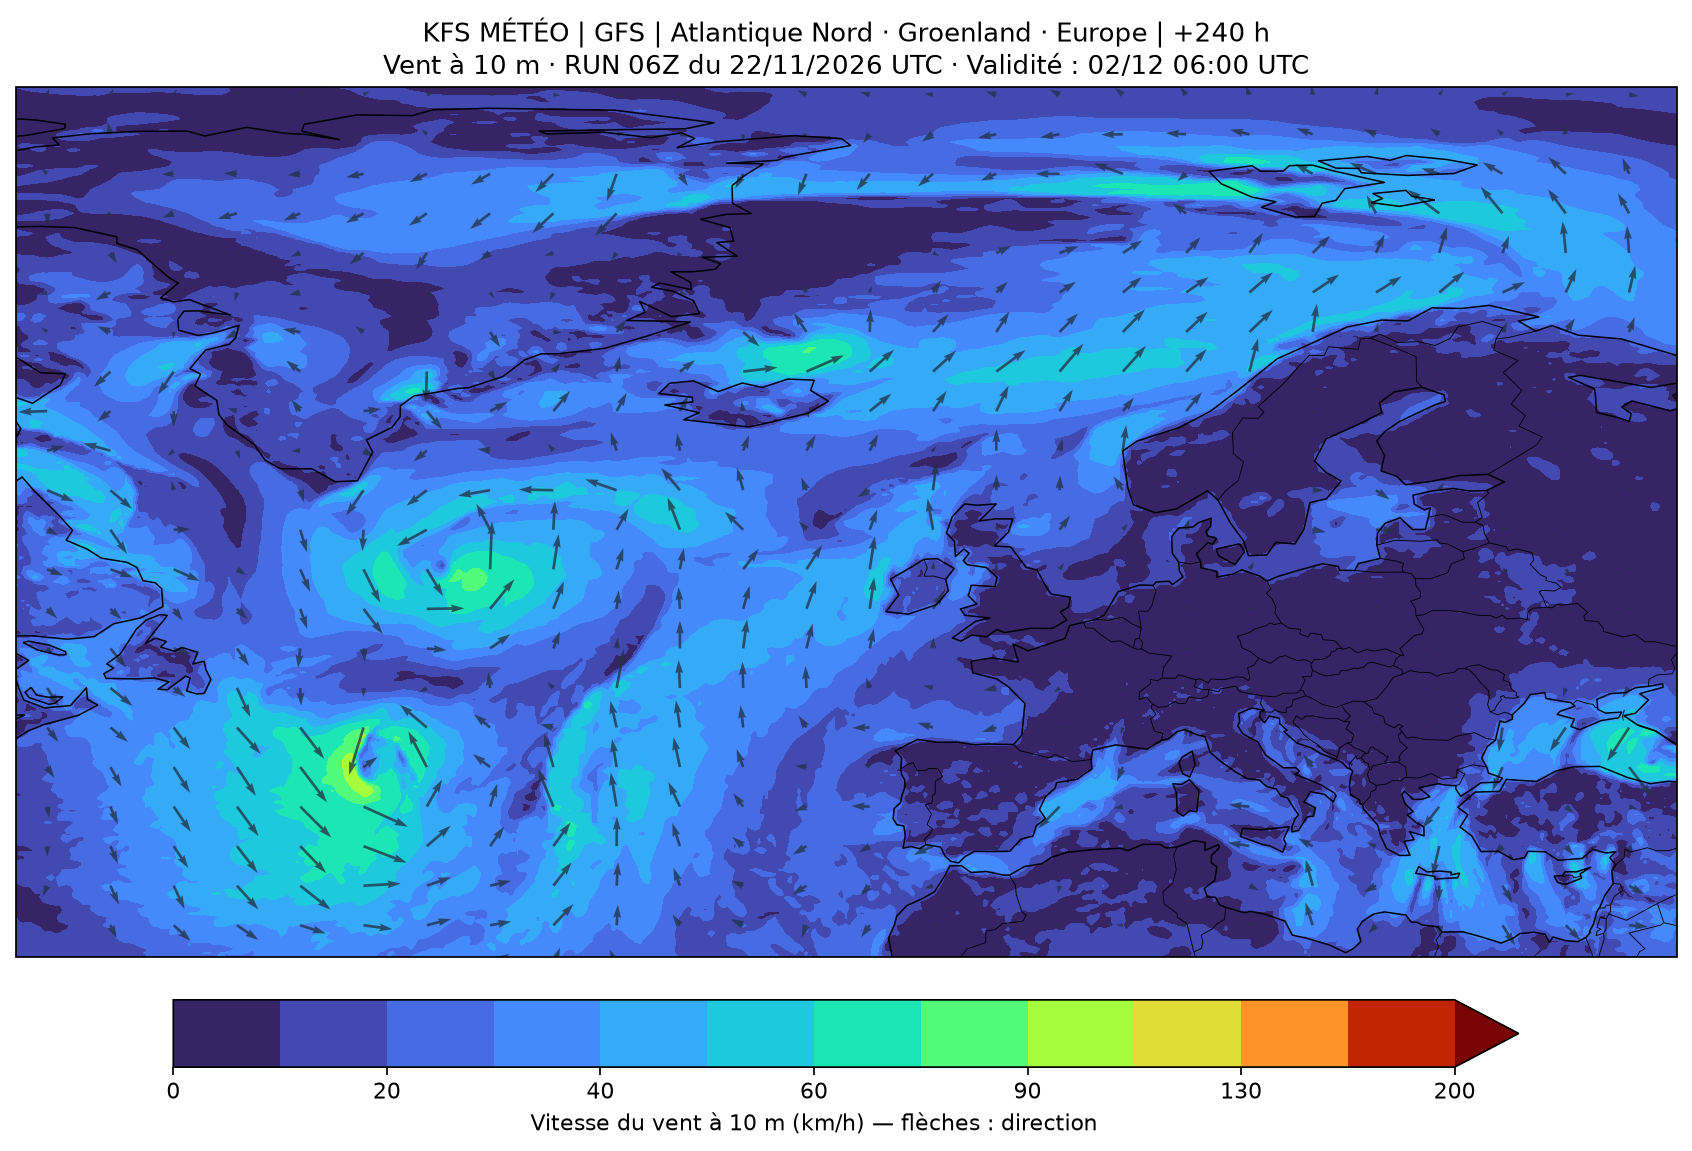 KFS MÉTÉO | GFS | Atlantique Nord · Groenland · Europe | +240 h
Vent à 10 m · RUN 06Z du 22/11/2026 UTC · Validité : 02/12 06:00 UTC
0 20 40 60 90 130 200
Vitesse du vent à 10 m (km/h) — flèches : direction